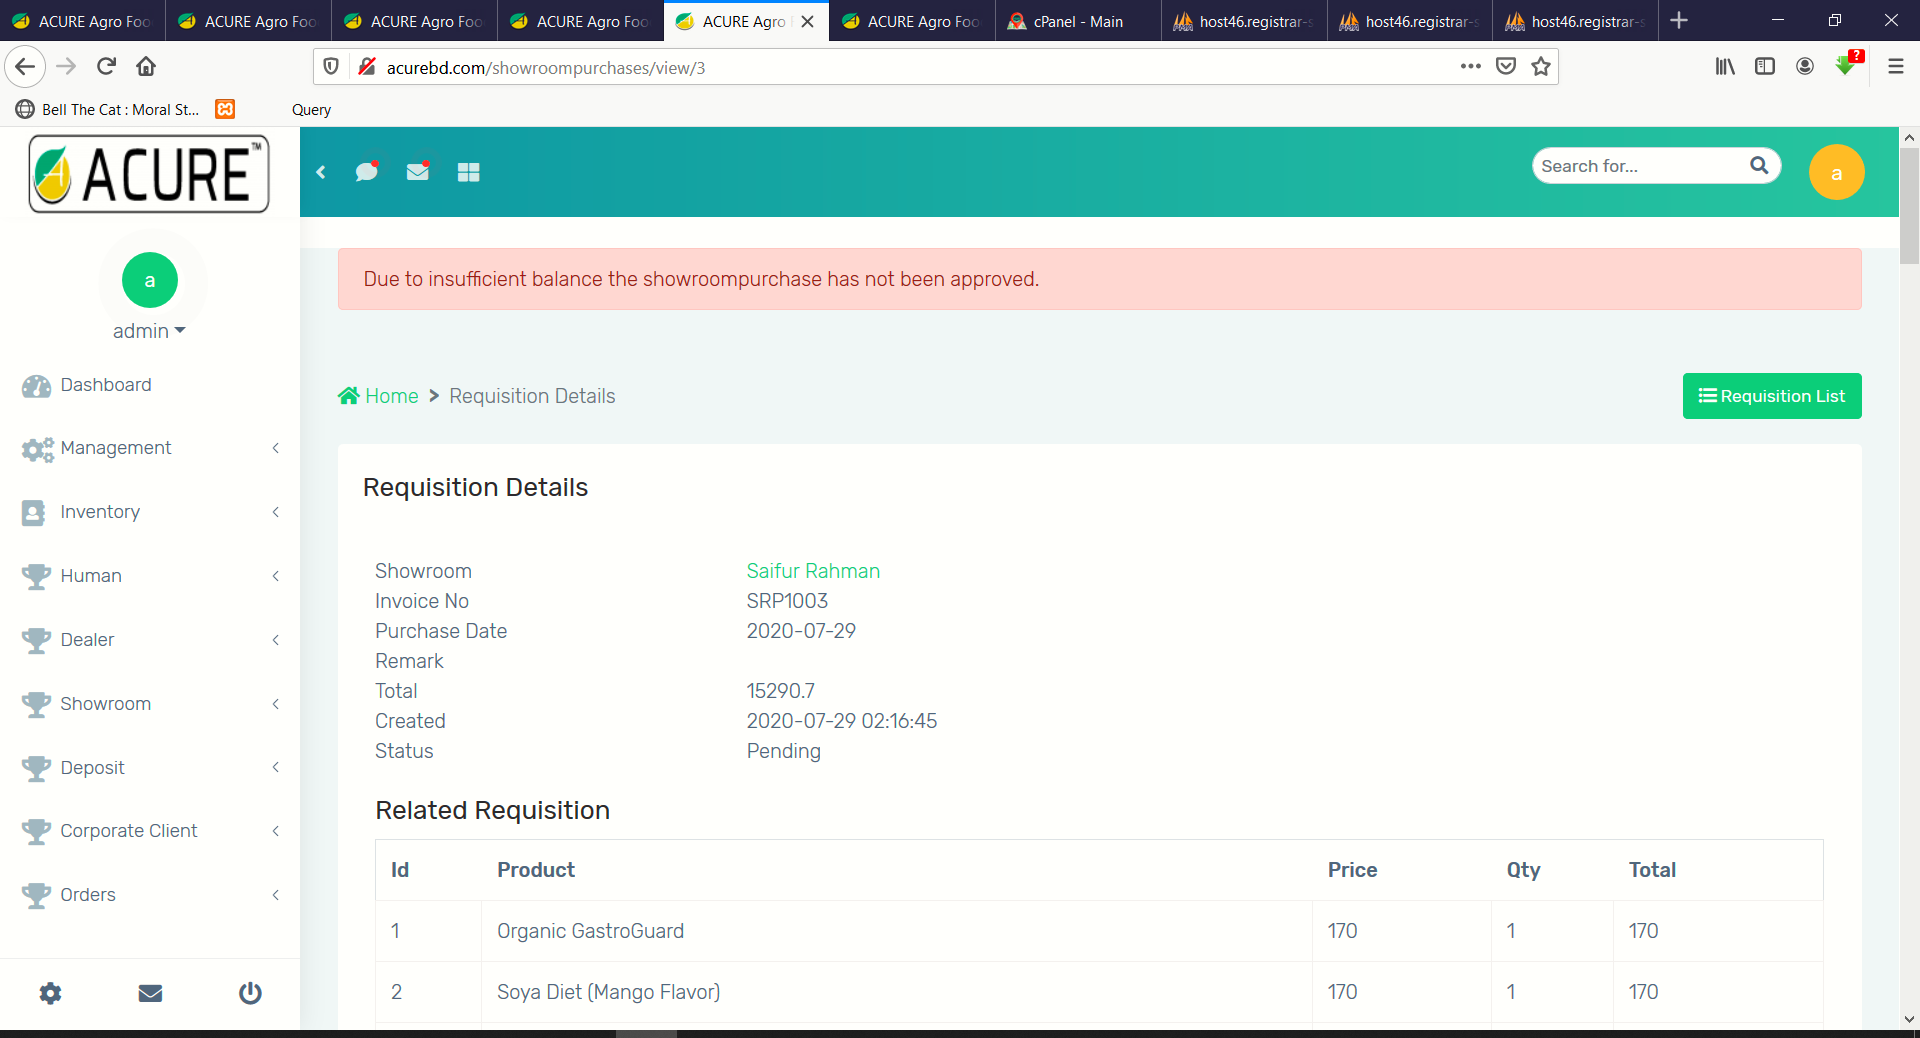 ACURE Agro Foo
ACURE Agro Foo
ACURE Agro Foo
ACURE Agro Foo
ACURE Agro
ACURE Agro Foo
cPanel - Main
host46.registrar-s
host46.registrar-s
host46.registrar-s
acurebd.com/showroompurchases/view/3
?
Bell The Cat : Moral St...
Query
ACURE™
Search for...
a
a
admin
Dashboard
Management
Inventory
Human
Dealer
Showroom
Deposit
Corporate Client
Orders
Due to insufficient balance the showroompurchase has not been approved.
Home > Requisition Details
Requisition List
Requisition Details
Showroom Saifur Rahman
Invoice No SRP1003
Purchase Date 2020-07-29
Remark
Total 15290.7
Created 2020-07-29 02:16:45
Status Pending
Related Requisition
Id Product Price Qty Total
1 Organic GastroGuard 170 1 170
2 Soya Diet (Mango Flavor) 170 1 170